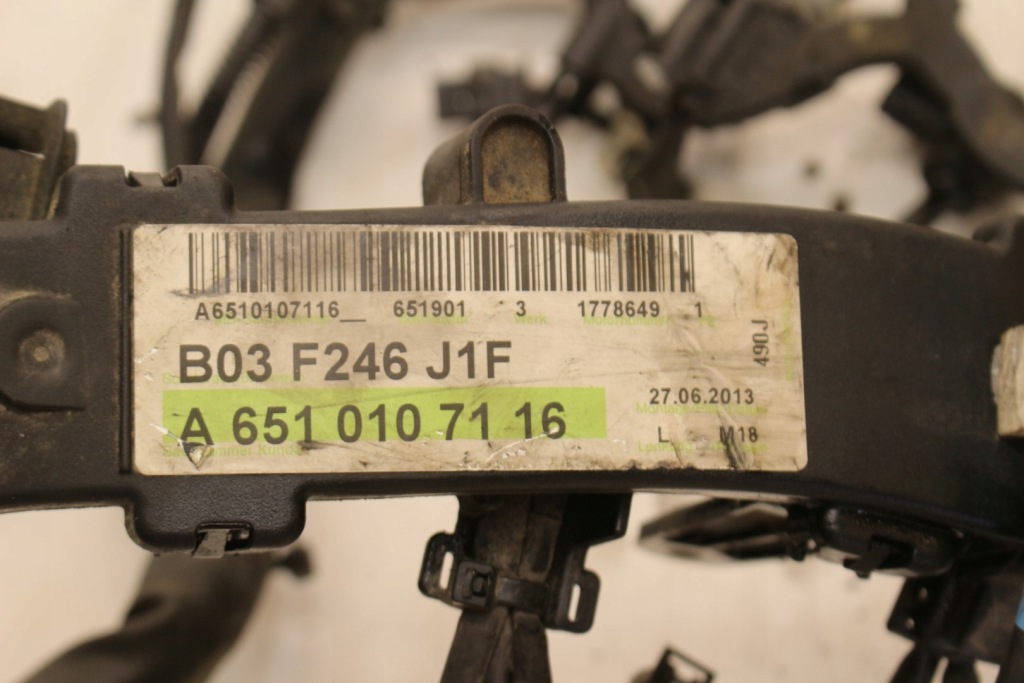 A6510107116__ 651901 3 1778649 1
B03 F246 J1F
490J
A 651 010 71 16
27.06.2013
L M18